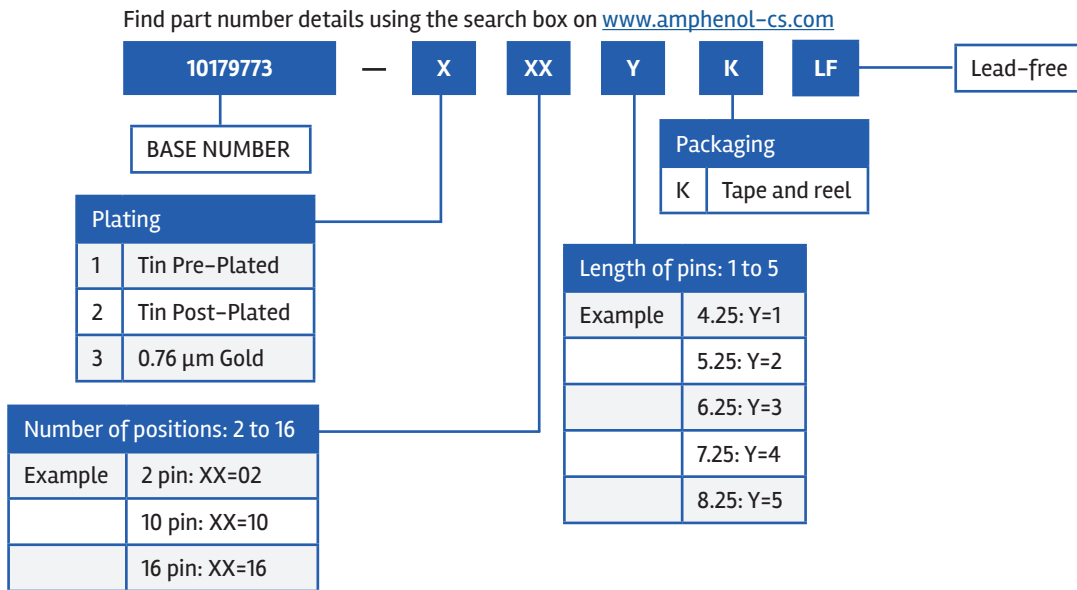 Find part number details using the search box on www.amphenol-cs.com
10179773 — X XX Y K LF Lead-free
BASE NUMBER
Packaging
K Tape and reel
Plating
1 Tin Pre-Plated
2 Tin Post-Plated
3 0.76 µm Gold
Length of pins: 1 to 5
Example 4.25: Y=1
5.25: Y=2
6.25: Y=3
7.25: Y=4
8.25: Y=5
Number of positions: 2 to 16
Example 2 pin: XX=02
10 pin: XX=10
16 pin: XX=16